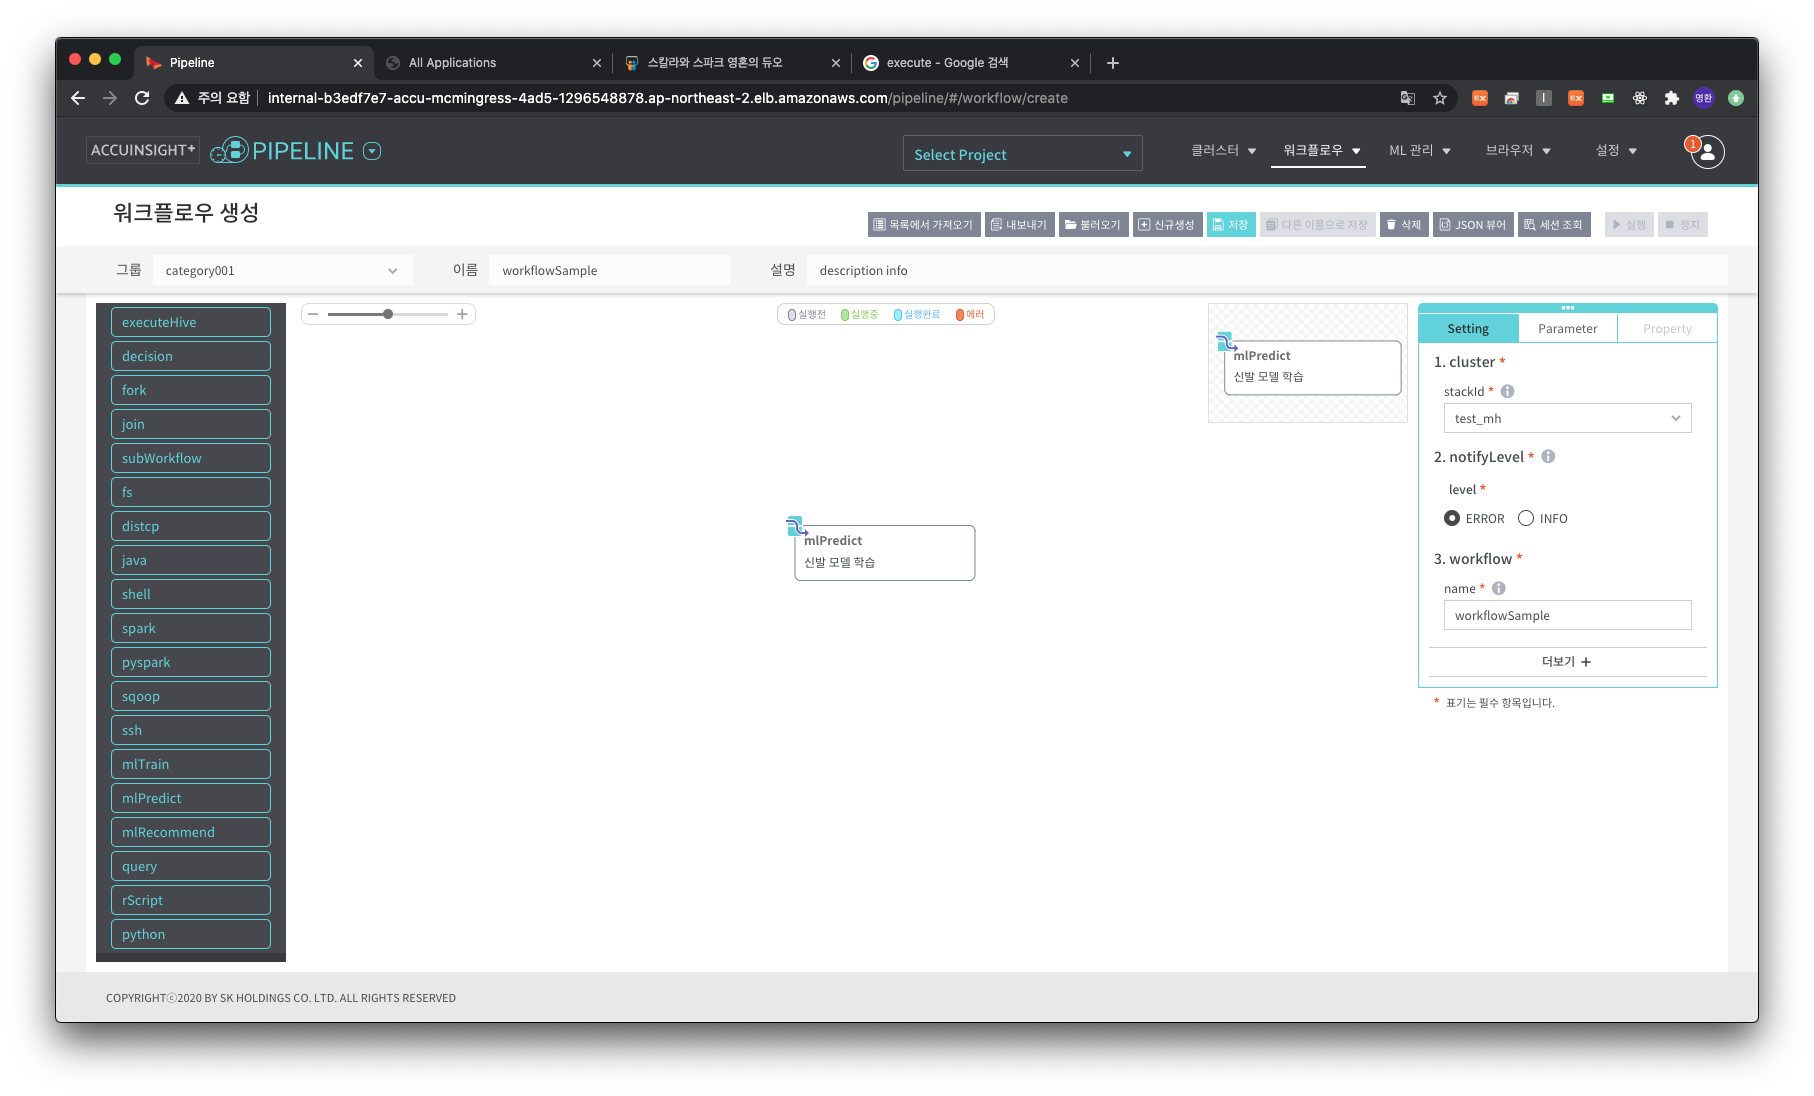 Pipeline
All Applications
스칼라와 스파크 영혼의 듀오
execute - Google 검색
주의 요함
internal-b3edf7e7-accu-mcmingress-4ad5-1296548878.ap-northeast-2.elb.amazonaws.com/pipeline/#/workflow/create
EX
EX
명환
ACCUINSIGHT+
PIPELINE
Select Project
클러스터
워크플로우
ML 관리
브라우저
설정
1
워크플로우 생성
목록에서 가져오기
내보내기
불러오기
신규생성
저장
다른 이름으로 저장
삭제
JSON 뷰어
세션 조회
실행
정지
그룹
category001
이름
workflowSample
설명
description info
executeHive
decision
fork
join
subWorkflow
fs
distcp
java
shell
spark
pyspark
sqoop
ssh
mlTrain
mlPredict
mlRecommend
query
rScript
python
실행전
실행중
실행완료
에러
mlPredict
신발 모델 학습
mlPredict
신발 모델 학습
Setting
Parameter
Property
1. cluster *
stackId *
test_mh
2. notifyLevel *
level *
ERROR
INFO
3. workflow *
name *
workflowSample
더보기 +
* 표기는 필수 항목입니다.
COPYRIGHTⓒ2020 BY SK HOLDINGS CO. LTD. ALL RIGHTS RESERVED